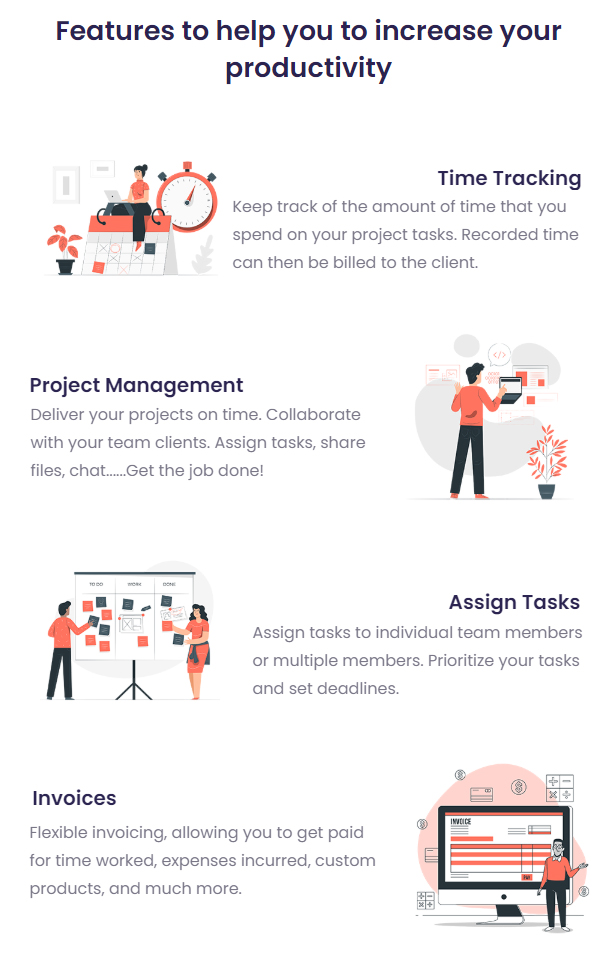 Features to help you to increase your
productivity
Time Tracking
Keep track of the amount of time that you
spend on your project tasks. Recorded time
can then be billed to the client.
</>
Project Management
Deliver your projects on time. Collaborate
with your team clients. Assign tasks, share
files, chat......Get the job done!
TO DO
WORK
DONE
Assign Tasks
Assign tasks to individual team members
or multiple members. Prioritize your tasks
and set deadlines.
Invoices
Flexible invoicing, allowing you to get paid
for time worked, expenses incurred, custom
products, and much more.
INVOICE
PAY